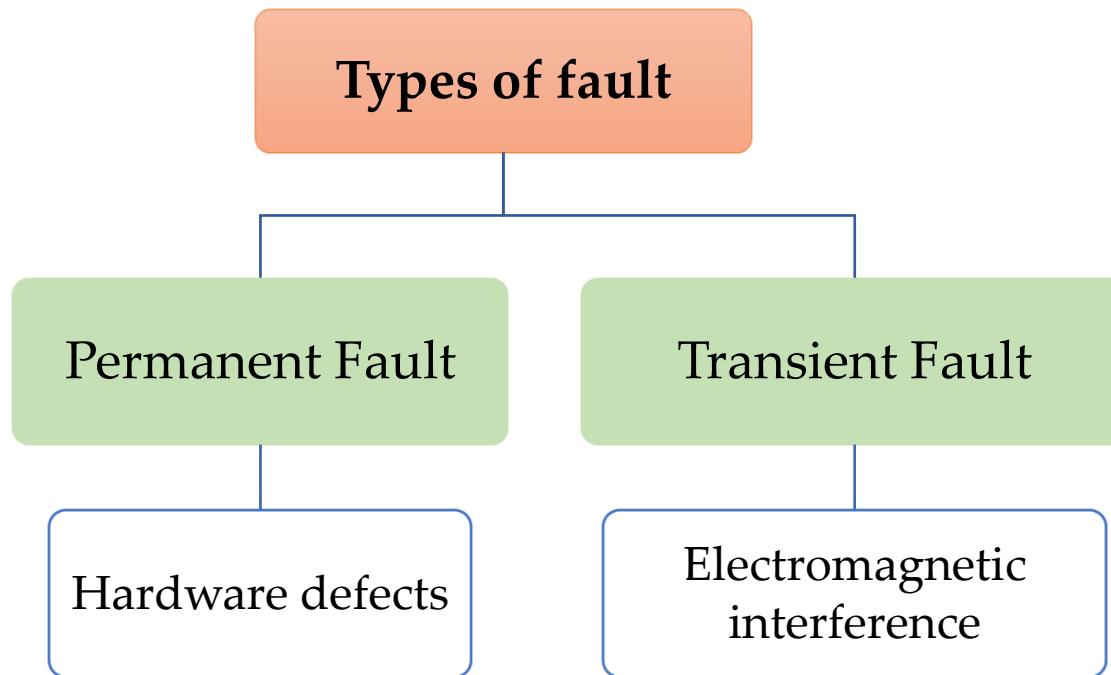 Types of fault
Permanent Fault
Transient Fault
Hardware defects
Electromagnetic
interference